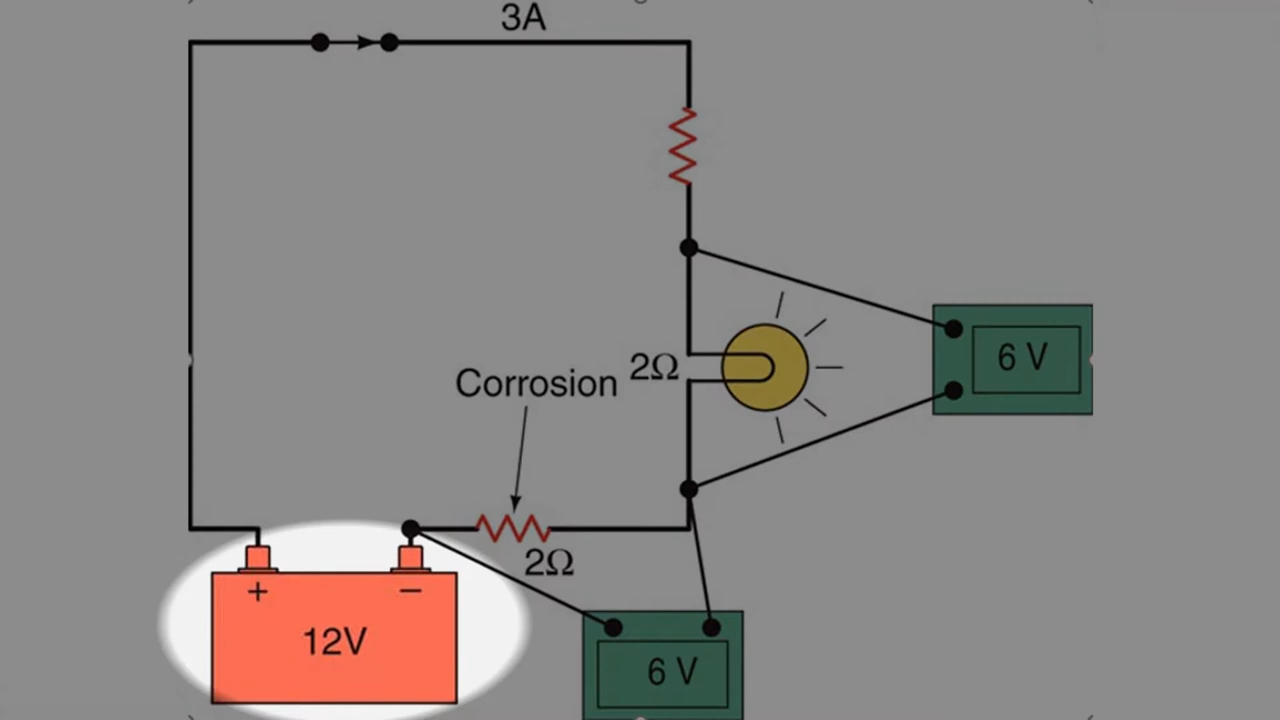 3A
2Ω
6 V
Corrosion
2Ω
+ −
12V
6 V